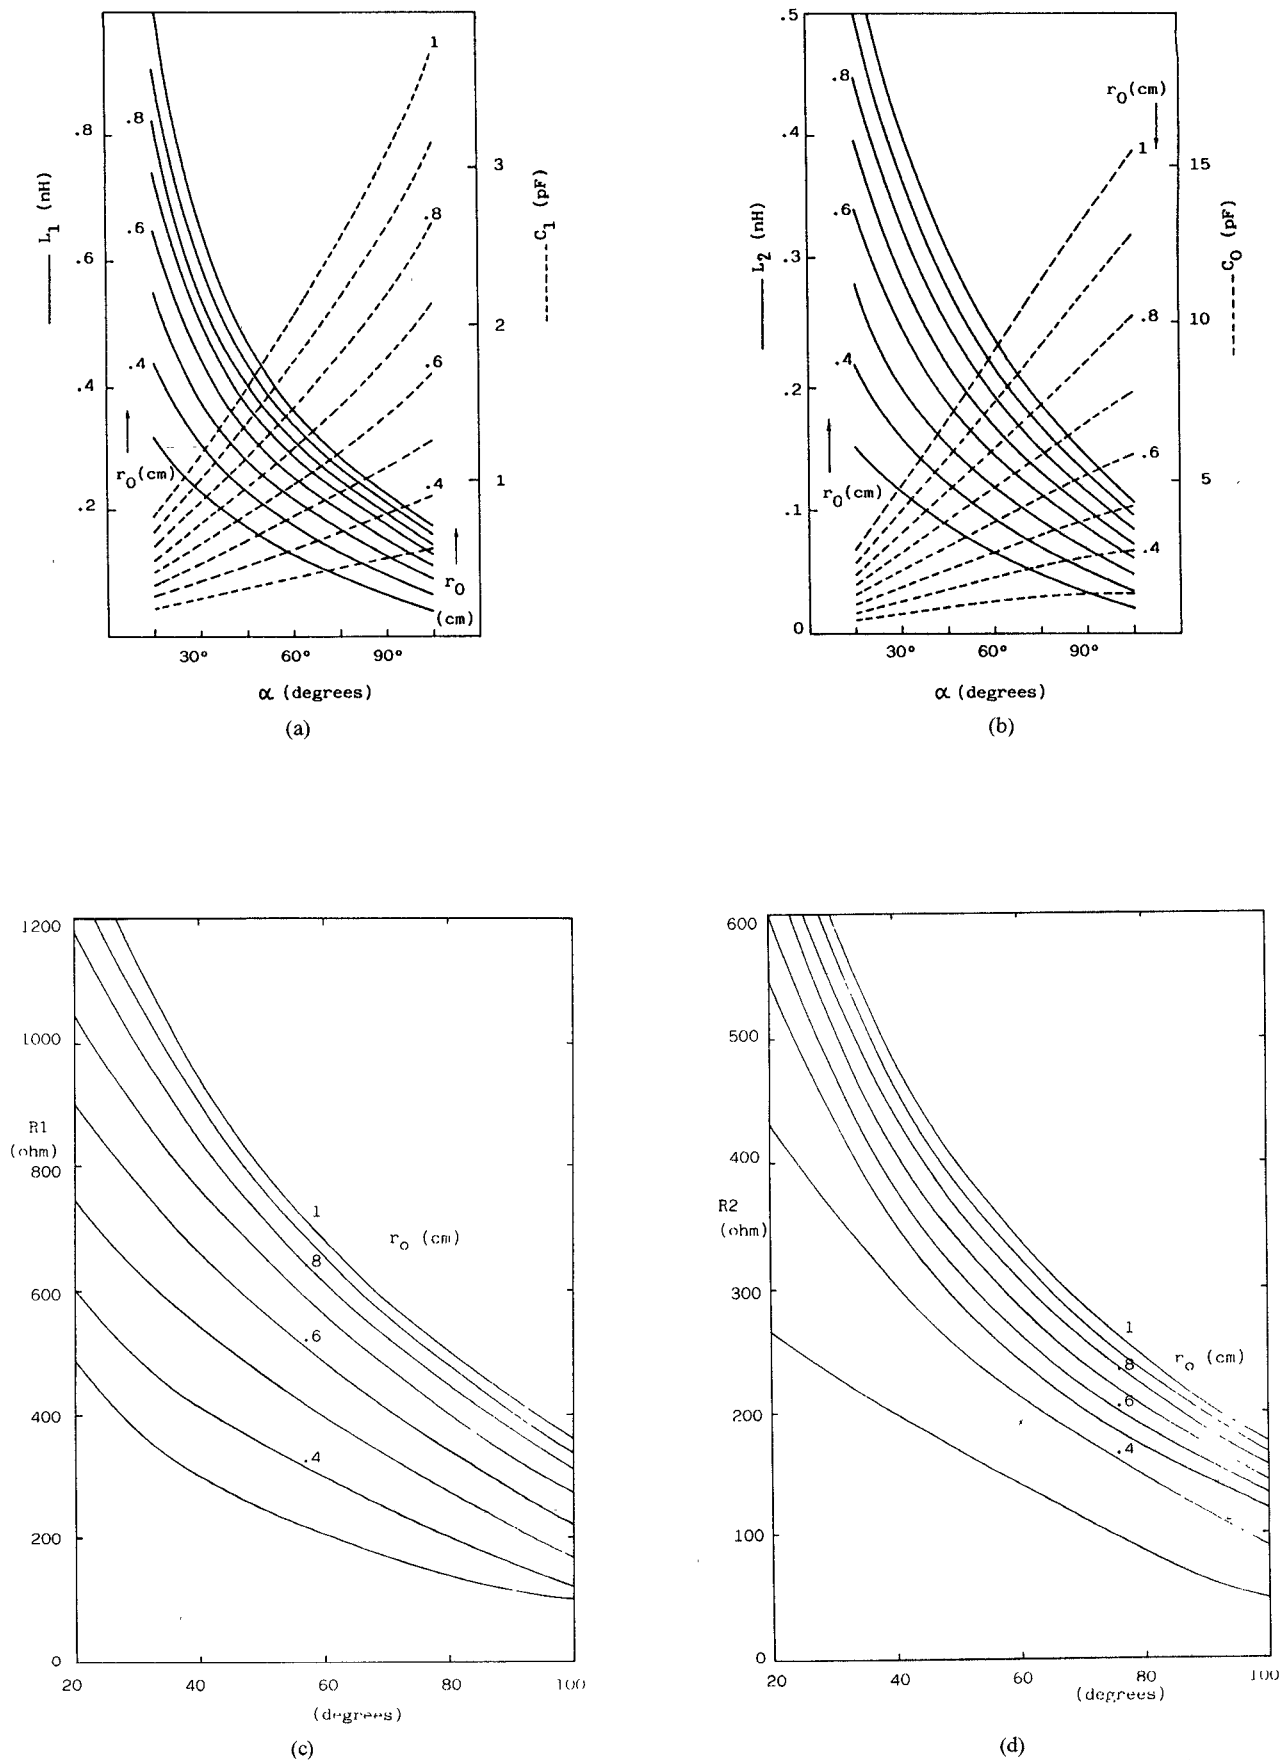 1
.8
.8
.6
.4
.2
L1 (nH)
.8
.6
.4
r0(cm)
3
2
1
C1 (pF)
.8
.6
.4
r0
(cm)
30° 60° 90°
α (degrees)
(a)
.5
.4
.3
.2
.1
0
L2 (nH)
.8
.6
.4
r0(cm)
r0(cm)
1
.8
.6
.4
15
10
5
C0 (pF)
30° 60° 90°
α (degrees)
(b)
1200
1000
R1
(ohm)
800
600
400
200
0
1
r0 (cm)
.8
.6
.4
20 40 60 80 100
(degrees)
(c)
600
500
400
R2
(ohm)
300
200
100
0
1
r0 (cm)
.8
.6
.4
20 40 60 80 100
(degrees)
(d)